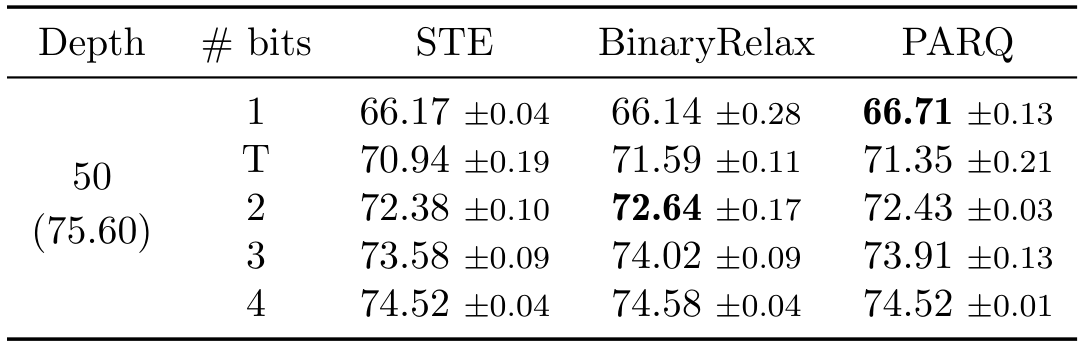 Depth # bits STE BinaryRelax PARQ
1 66.17 ±0.04 66.14 ±0.28 66.71 ±0.13
T 70.94 ±0.19 71.59 ±0.11 71.35 ±0.21
50
2 72.38 ±0.10 72.64 ±0.17 72.43 ±0.03
(75.60)
3 73.58 ±0.09 74.02 ±0.09 73.91 ±0.13
4 74.52 ±0.04 74.58 ±0.04 74.52 ±0.01